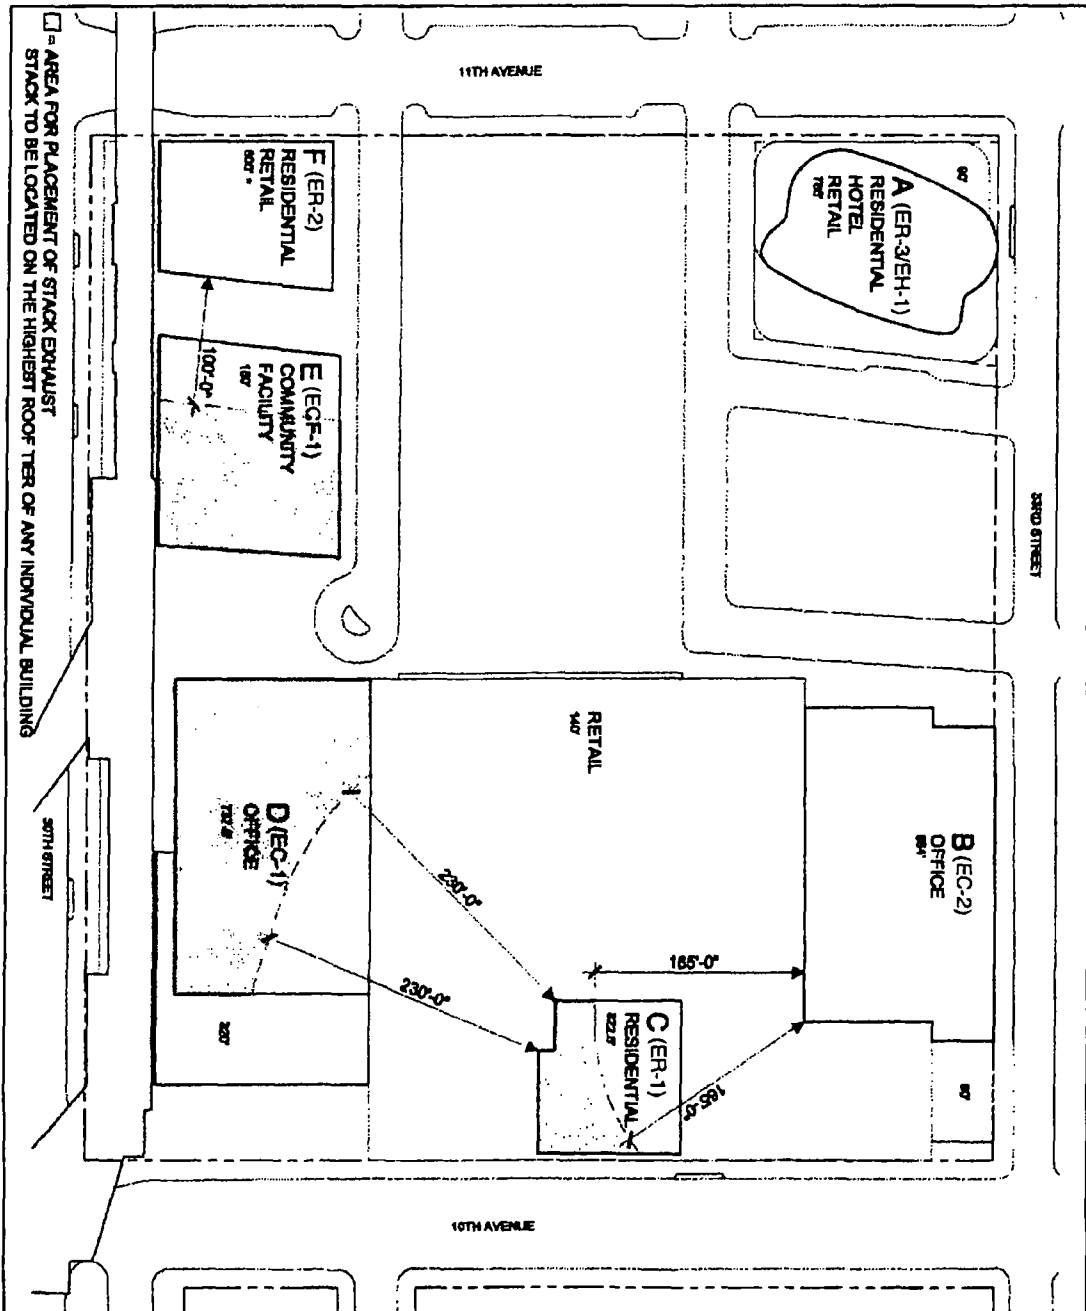 11TH AVENUE
= AREA FOR PLACEMENT OF STACK EXHAUST
STACK TO BE LOCATED ON THE HIGHEST ROOF TIER OF ANY INDIVIDUAL BUILDING
F (ER-2)
RESIDENTIAL
RETAIL
A (ER-3/EH-1)
RESIDENTIAL
HOTEL
RETAIL
100'-0"
E (ECF-1)
COMMUNITY
FACILITY
180'
33RD STREET
RETAIL
140'
D (EC-1)
OFFICE
B (EC-2)
OFFICE
230'-0"
230'-0"
165'-0"
C (ER-1)
RESIDENTIAL
165'-0"
30TH STREET
10TH AVENUE